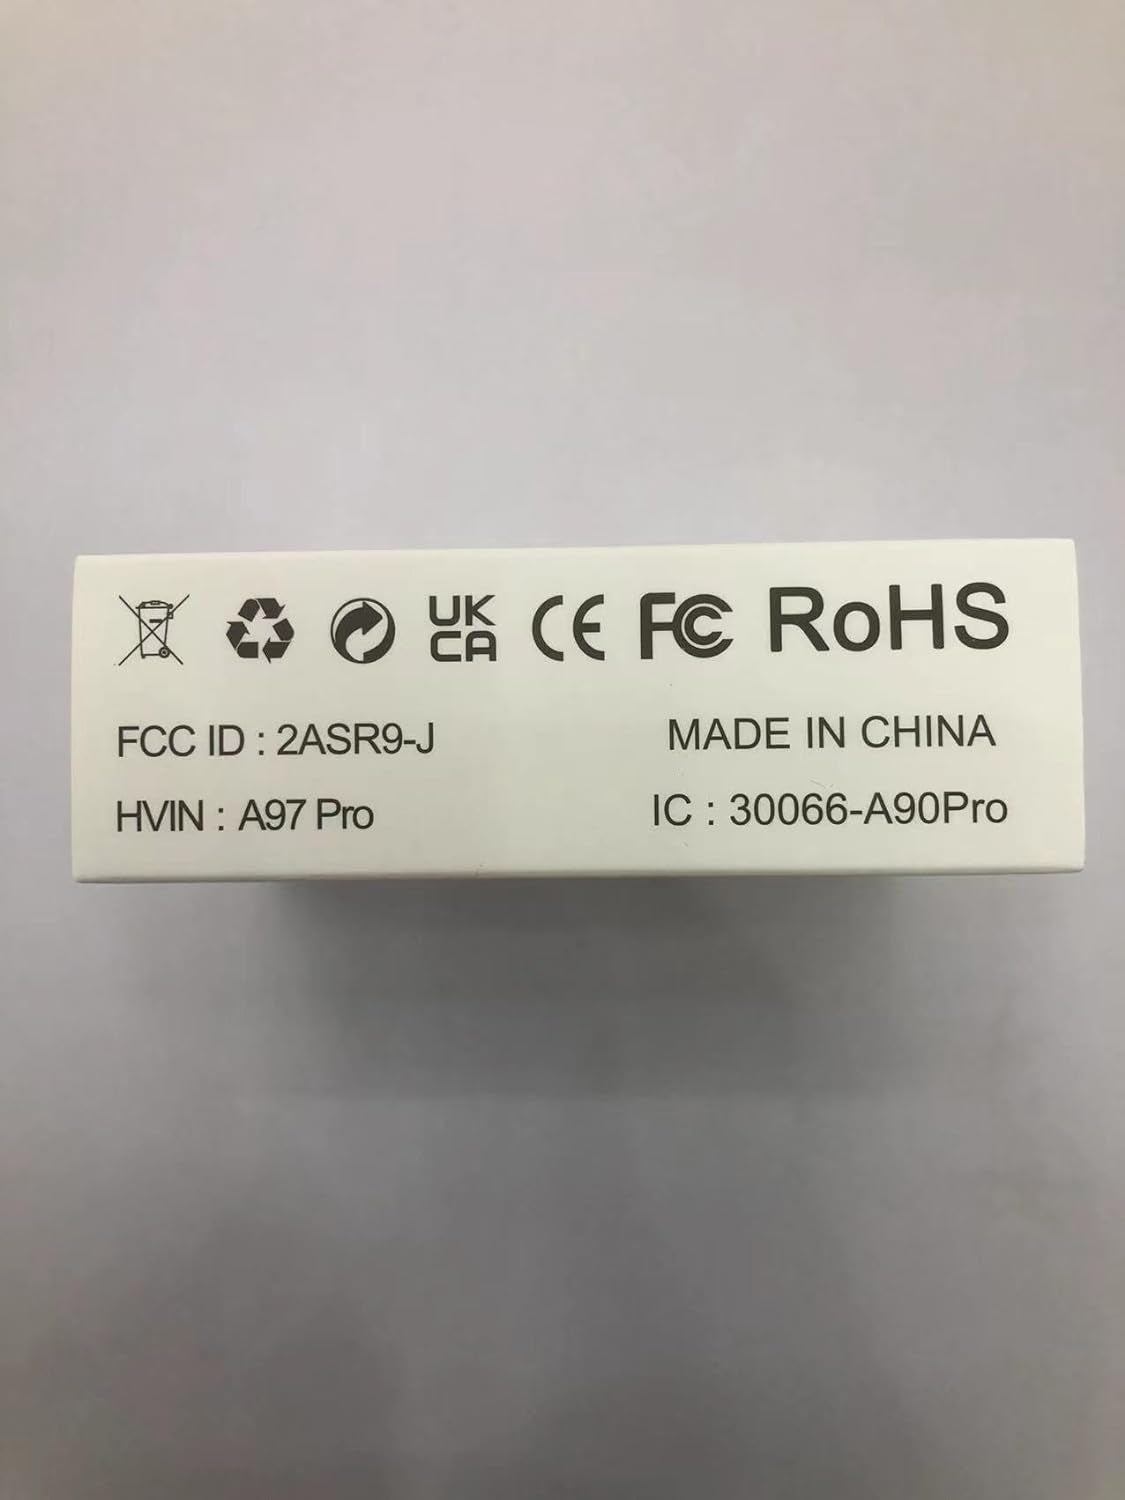 UK CA CE FC RoHS
FCC ID : 2ASR9-J
MADE IN CHINA
HVIN : A97 Pro
IC : 30066-A90Pro